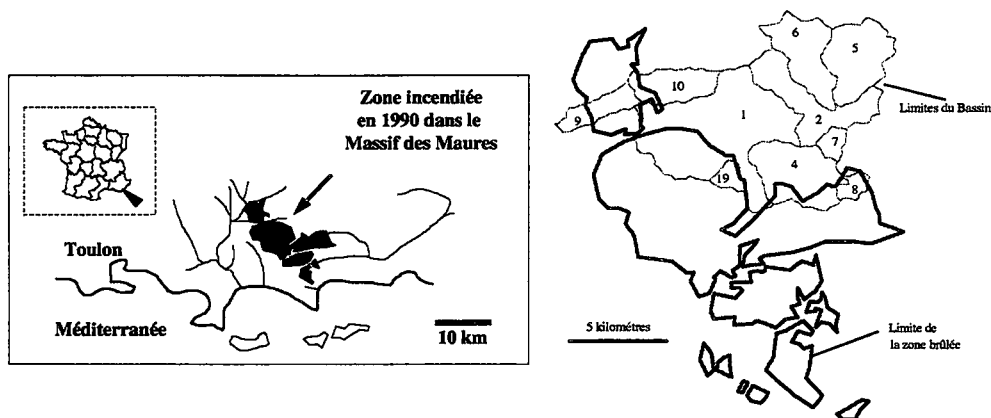 Zone incendiée
en 1990 dans le
Massif des Maures
Toulon
Méditerranée
10 km
6
5
10
Limites du Bassin
1
2
9
7
4
19
8
5 kilométres
Limite de
la zone brûlée